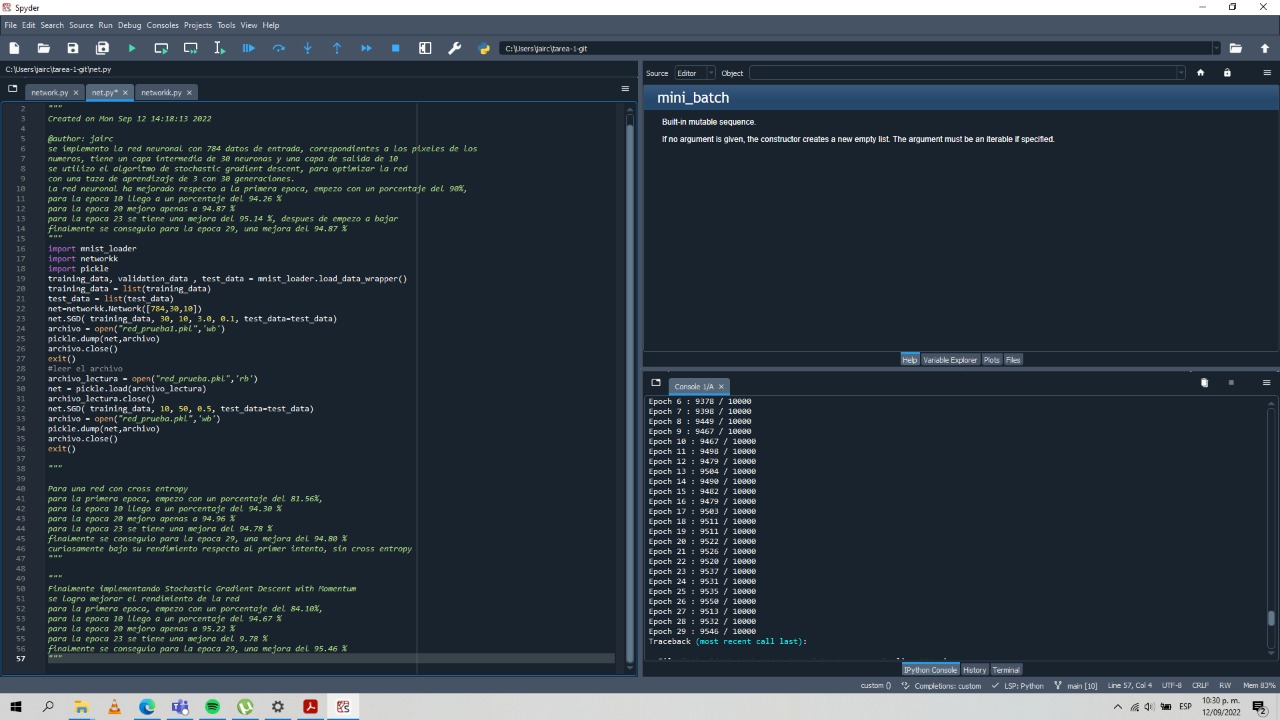 Spyder
File Edit Search Source Run Debug Consoles Projects Tools View Help
C:\Users\jairc\tarea-1-git
C:\Users\jairc\tarea-1-git\net.py
network.py
net.py*
networkk.py
2 """
3 Created on Mon Sep 12 14:18:13 2022
4
5 @author: jairc
6 se implemento la red neuronal con 784 datos de entrada, corespondientes a los pixeles de los
7 numeros, tiene un capa intermedia de 30 neuronas y una capa de salida de 10
8 se utilizo el algoritmo de stochastic gradient descent, para optimizar la red
9 con una taza de aprendizaje de 3 con 30 generaciones.
10 la red neuronal ha mejorado respecto a la primera epoca, empezo con un porcentaje del 90%,
11 para la epoca 10 llego a un porcentaje del 94.26 %
12 para la epoca 20 mejoro apenas a 94.87 %
13 para la epoca 23 se tiene una mejora del 95.14 %, despues de empezo a bajar
14 finalmente se conseguio para la epoca 29, una mejora del 94.87 %
15 """
16 import mnist_loader
17 import networkk
18 import pickle
19 training_data, validation_data , test_data = mnist_loader.load_data_wrapper()
20 training_data = list(training_data)
21 test_data = list(test_data)
22 net=networkk.Network([784,30,10])
23 net.SGD( training_data, 30, 10, 3.0, 0.1, test_data=test_data)
24 archivo = open("red_prueba1.pkl",'wb')
25 pickle.dump(net,archivo)
26 archivo.close()
27 exit()
28 #leer el archivo
29 archivo_lectura = open("red_prueba.pkl",'rb')
30 net = pickle.load(archivo_lectura)
31 archivo_lectura.close()
32 net.SGD( training_data, 10, 50, 0.5, test_data=test_data)
33 archivo = open("red_prueba.pkl",'wb')
34 pickle.dump(net,archivo)
35 archivo.close()
36 exit()
37
38 """
39
40 Para una red con cross entropy
41 para la primera epoca, empezo con un porcentaje del 81.56%,
42 para la epoca 10 llego a un porcentaje del 94.30 %
43 para la epoca 20 mejoro apenas a 94.96 %
44 para la epoca 23 se tiene una mejora del 94.78 %
45 finalmente se conseguio para la epoca 29, una mejora del 94.80 %
46 curiosamente bajo su rendimiento respecto al primer intento, sin cross entropy
47 """
48
49 """
50 Finalmente implementando Stochastic Gradient Descent with Momentum
51 se logro mejorar el rendimiento de la red
52 para la primera epoca, empezo con un porcentaje del 84.10%,
53 para la epoca 10 llego a un porcentaje del 94.67 %
54 para la epoca 20 mejoro apenas a 95.22 %
55 para la epoca 23 se tiene una mejora del 9.78 %
56 finalmente se conseguio para la epoca 29, una mejora del 95.46 %
57 """
Source Editor Object
mini_batch
Built-in mutable sequence.
If no argument is given, the constructor creates a new empty list. The argument must be an iterable if specified.
Help Variable Explorer Plots Files
Console 1/A
Epoch 6 : 9378 / 10000
Epoch 7 : 9398 / 10000
Epoch 8 : 9449 / 10000
Epoch 9 : 9467 / 10000
Epoch 10 : 9467 / 10000
Epoch 11 : 9498 / 10000
Epoch 12 : 9479 / 10000
Epoch 13 : 9504 / 10000
Epoch 14 : 9490 / 10000
Epoch 15 : 9482 / 10000
Epoch 16 : 9479 / 10000
Epoch 17 : 9503 / 10000
Epoch 18 : 9511 / 10000
Epoch 19 : 9511 / 10000
Epoch 20 : 9522 / 10000
Epoch 21 : 9526 / 10000
Epoch 22 : 9520 / 10000
Epoch 23 : 9537 / 10000
Epoch 24 : 9531 / 10000
Epoch 25 : 9535 / 10000
Epoch 26 : 9550 / 10000
Epoch 27 : 9513 / 10000
Epoch 28 : 9532 / 10000
Epoch 29 : 9546 / 10000
Traceback (most recent call last):
IPython Console History Terminal
custom () Completions: custom LSP: Python main [10] Line 57, Col 4 UTF-8 CRLF RW Mem 83%
ESP
10:30 p. m.
12/09/2022
2